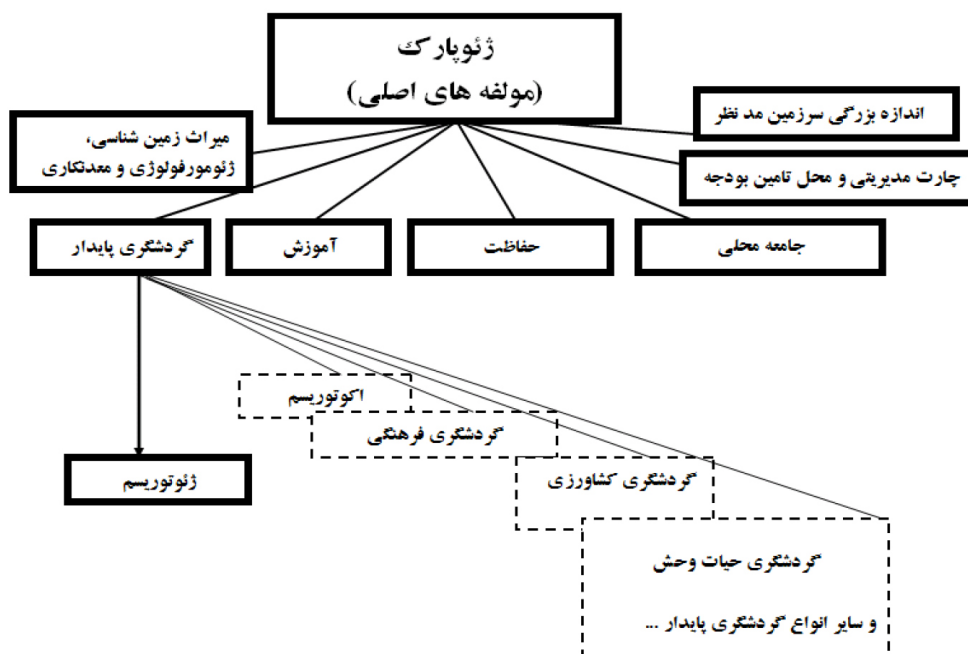 ژئوپارک
(مولفه های اصلی)
اندازه بزرگی سرزمین مد نظر
میراث زمین شناسی،
ژئومورفولوژی و معدنکاری
چارت مدیریتی و محل تامین بودجه
جامعه محلی
حفاظت
آموزش
گردشگری پایدار
اکوتوریسم
گردشگری فرهنگی
گردشگری کشاورزی
ژئوتوریسم
گردشگری حیات وحش
و سایر انواع گردشگری پایدار ...